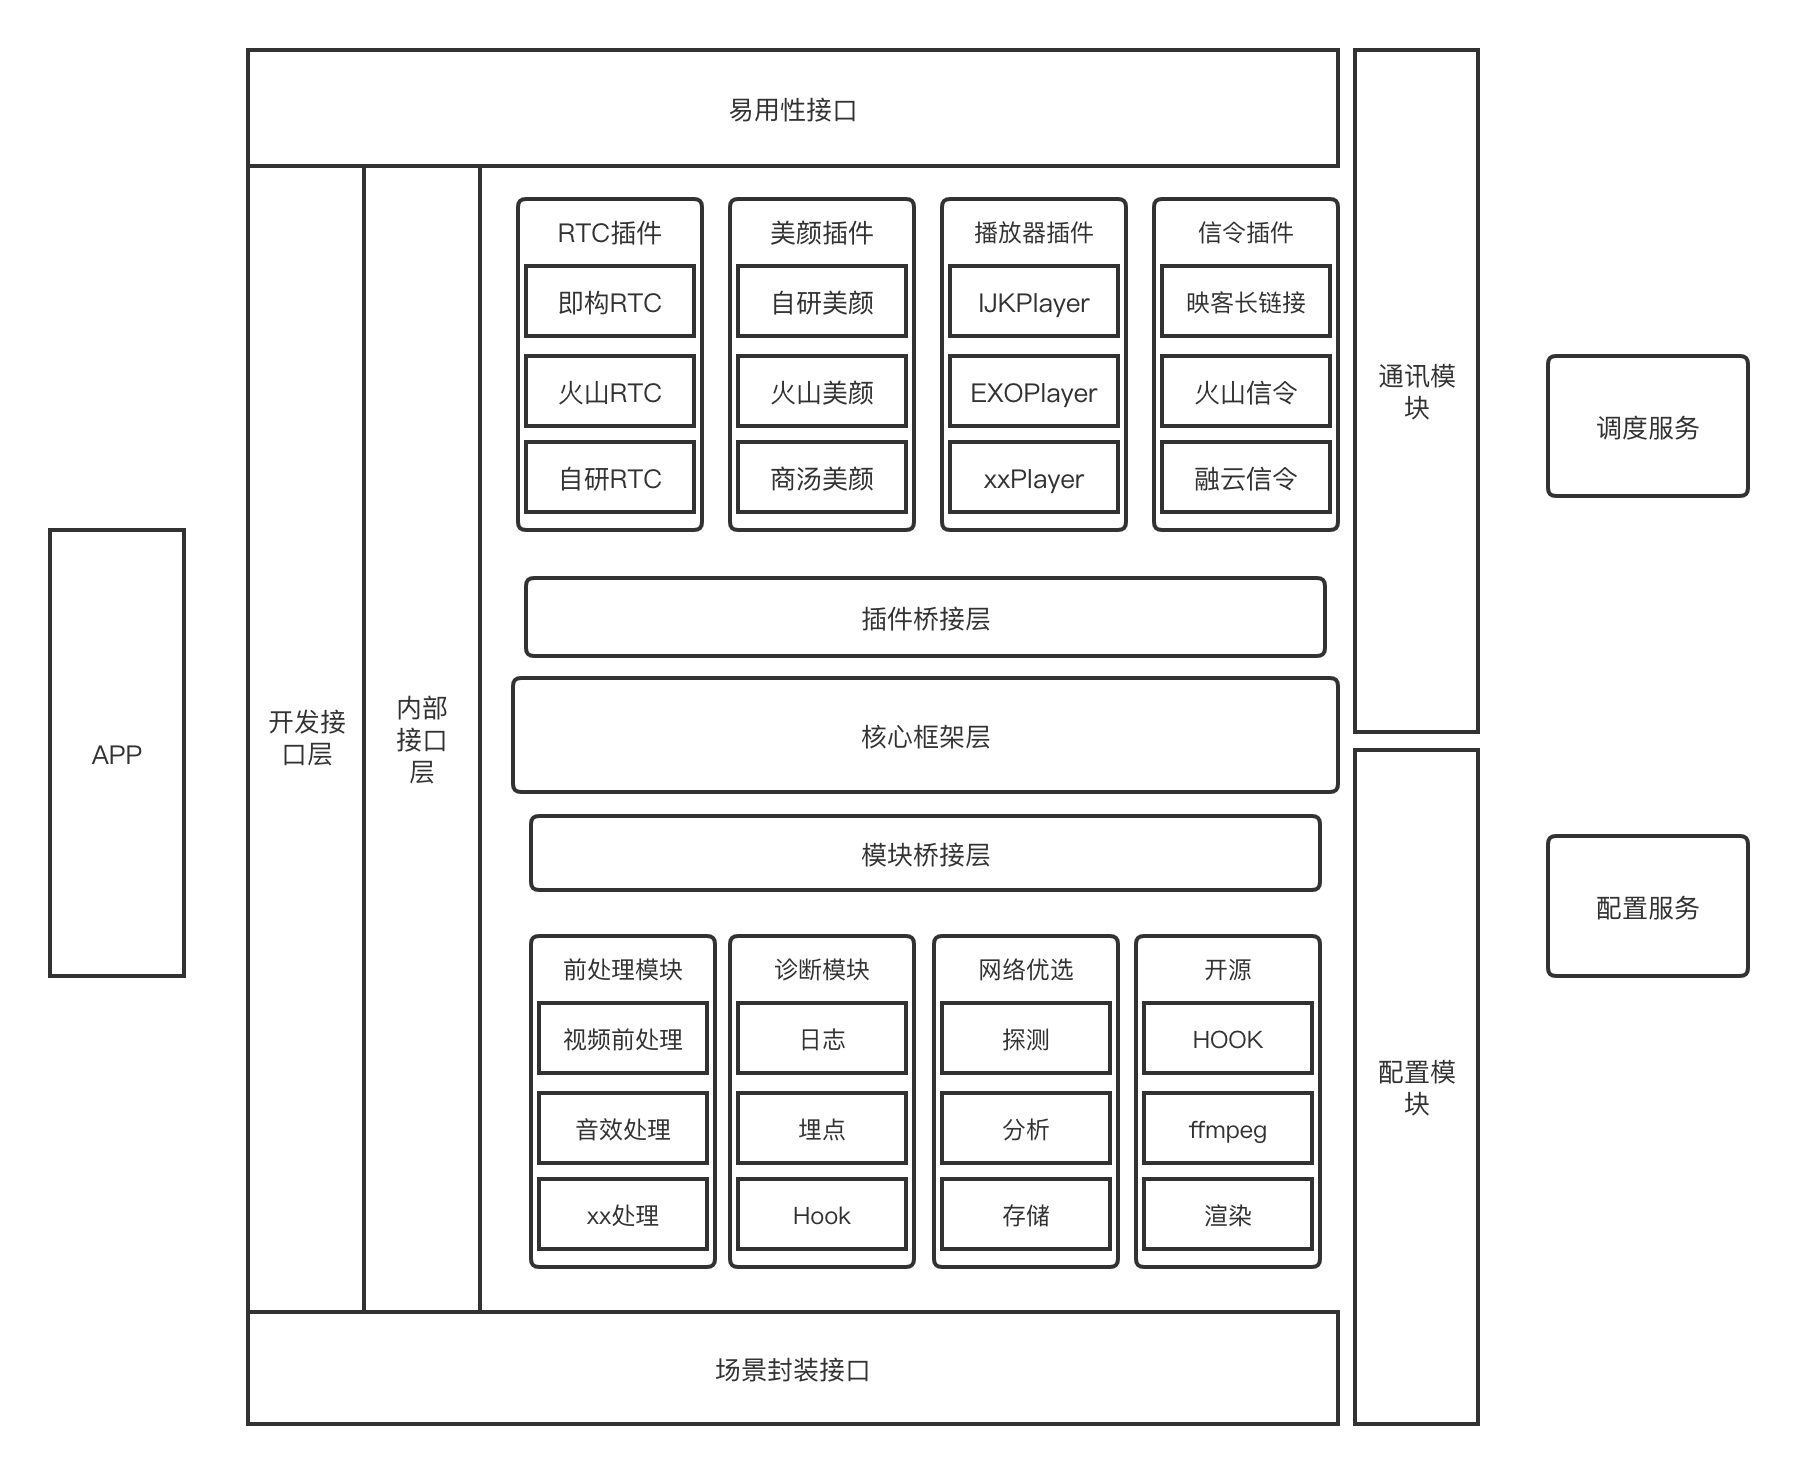 易用性接口
RTC插件
美颜插件
播放器插件
信令插件
即构RTC
自研美颜
IJKPlayer
映客长链接
火山RTC
火山美颜
EXOPlayer
火山信令
自研RTC
商汤美颜
xxPlayer
融云信令
通讯模
块
调度服务
插件桥接层
APP
开发接
口层
内部
接口
层
核心框架层
模块桥接层
配置服务
前处理模块
诊断模块
网络优选
开源
视频前处理
日志
探测
HOOK
音效处理
埋点
分析
ffmpeg
xx处理
Hook
存储
渲染
配置模
块
场景封装接口